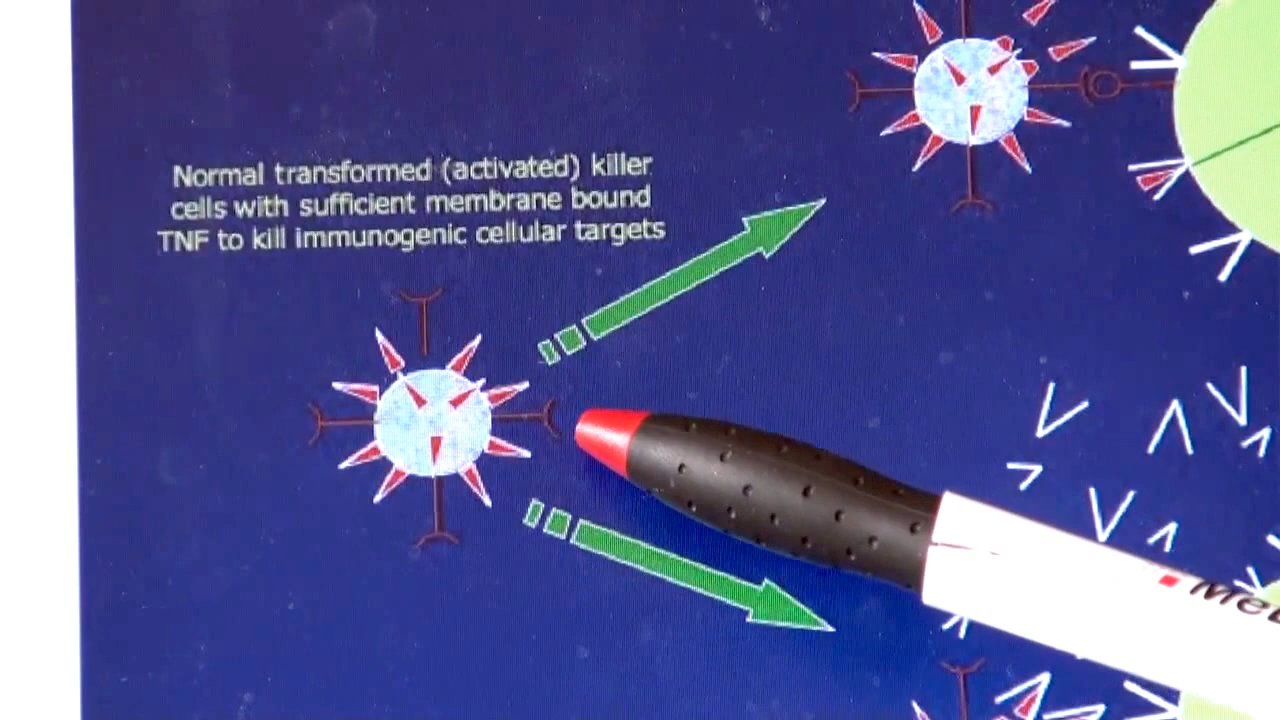 Normal transformed (activated) killer
cells with sufficient membrane bound
TNF to kill immunogenic cellular targets